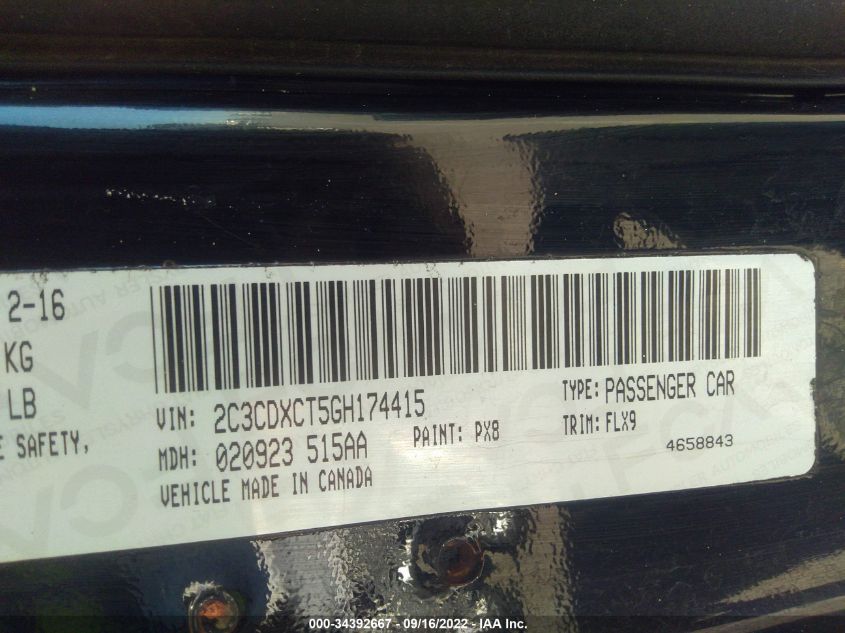 2-16
KG
LB
E SAFETY,
VIN: 2C3CDXCT5GH174415
TYPE: PASSENGER CAR
MDH: 020923 515AA
PAINT: PX8
TRIM: FLX9
4658843
VEHICLE MADE IN CANADA
000-34392667 - 09/16/2022 - IAA Inc.